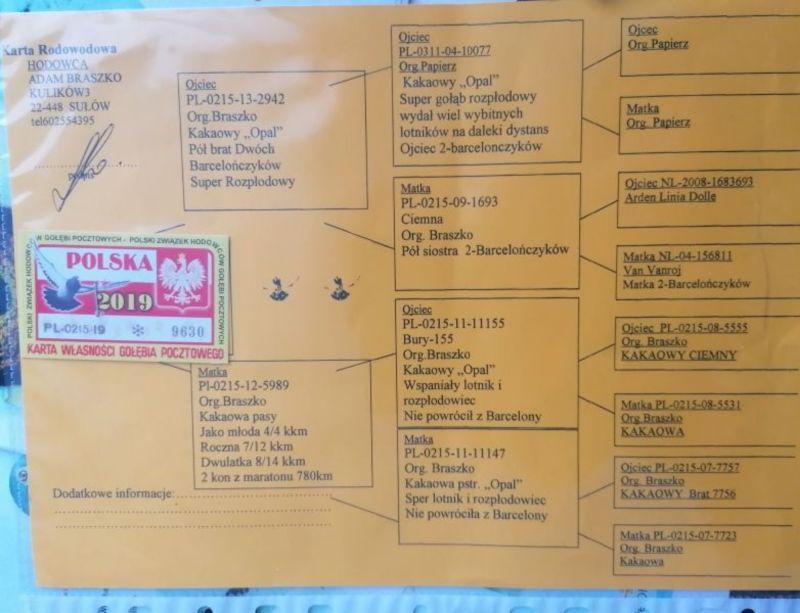 Karta Rodowodowa
HODOWCA
ADAM BRASZKO
KULIKÓW3
22-448 SUŁÓW
tel602554395
podpis
Ojciec
PL-0215-13-2942
Org.Braszko
Kakaowy „Opal”
Pół brat Dwóch
Barcelończyków
Super Rozpłodowy
Ojciec
PL-0311-04-10077
Org.Papierz
Kakaowy „Opal”
Super gołąb rozpłodowy
wydał wiel wybitnych
lotników na daleki dystans
Ojciec 2-barcelonczyków
Matka
PL-0215-09-1693
Ciemna
Org. Braszko
Pół siostra 2-Barcelończyków
Ojcec
Org.Papierz
Matka
Org. Papierz
Ojciec NL-2008-1683693
Arden Linia Dolle
Matka NL-04-156811
Van Vanroj
Matka 2-Barcelończyków
W GOŁĘBI POCZTOWYCH - POLSKI ZWIĄZEK HODOWCÓW GOŁĘBI POCZTOWYCH
POLSKI ZWIĄZEK HODOWCÓW
POLSKA
2019
PL-0215-19 9630
KARTA WŁASNOŚCI GOŁĘBIA POCZTOWEGO
Matka
Pl-0215-12-5989
Org.Braszko
Kakaowa pasy
Jako młoda 4/4 kkm
Roczna 7/12 kkm
Dwulatka 8/14 kkm
2 kon z maratonu 780km
Ojciec
PL-0215-11-11155
Bury-155
Org.Braszko
Kakaowy „Opal”
Wspaniały lotnik i
rozpłodowiec
Nie powrócił z Barcelony
Matka
PL-0215-11-11147
Org. Braszko
Kakaowa pstr. „Opal”
Sper lotnik i rozpłodowiec
Nie powróciła z Barcelony
Ojciec PL-0215-08-5555
Org. Braszko
KAKAOWY CIEMNY
Matka PL-0215-08-5531
Org.Braszko
KAKAOWA
Ojciec PL-0215-07-7757
Org. Braszko
KAKAOWY Brat 7756
Matka PL-0215-07-7723
Org. Braszko
Kakaowa
Dodatkowe informacje: